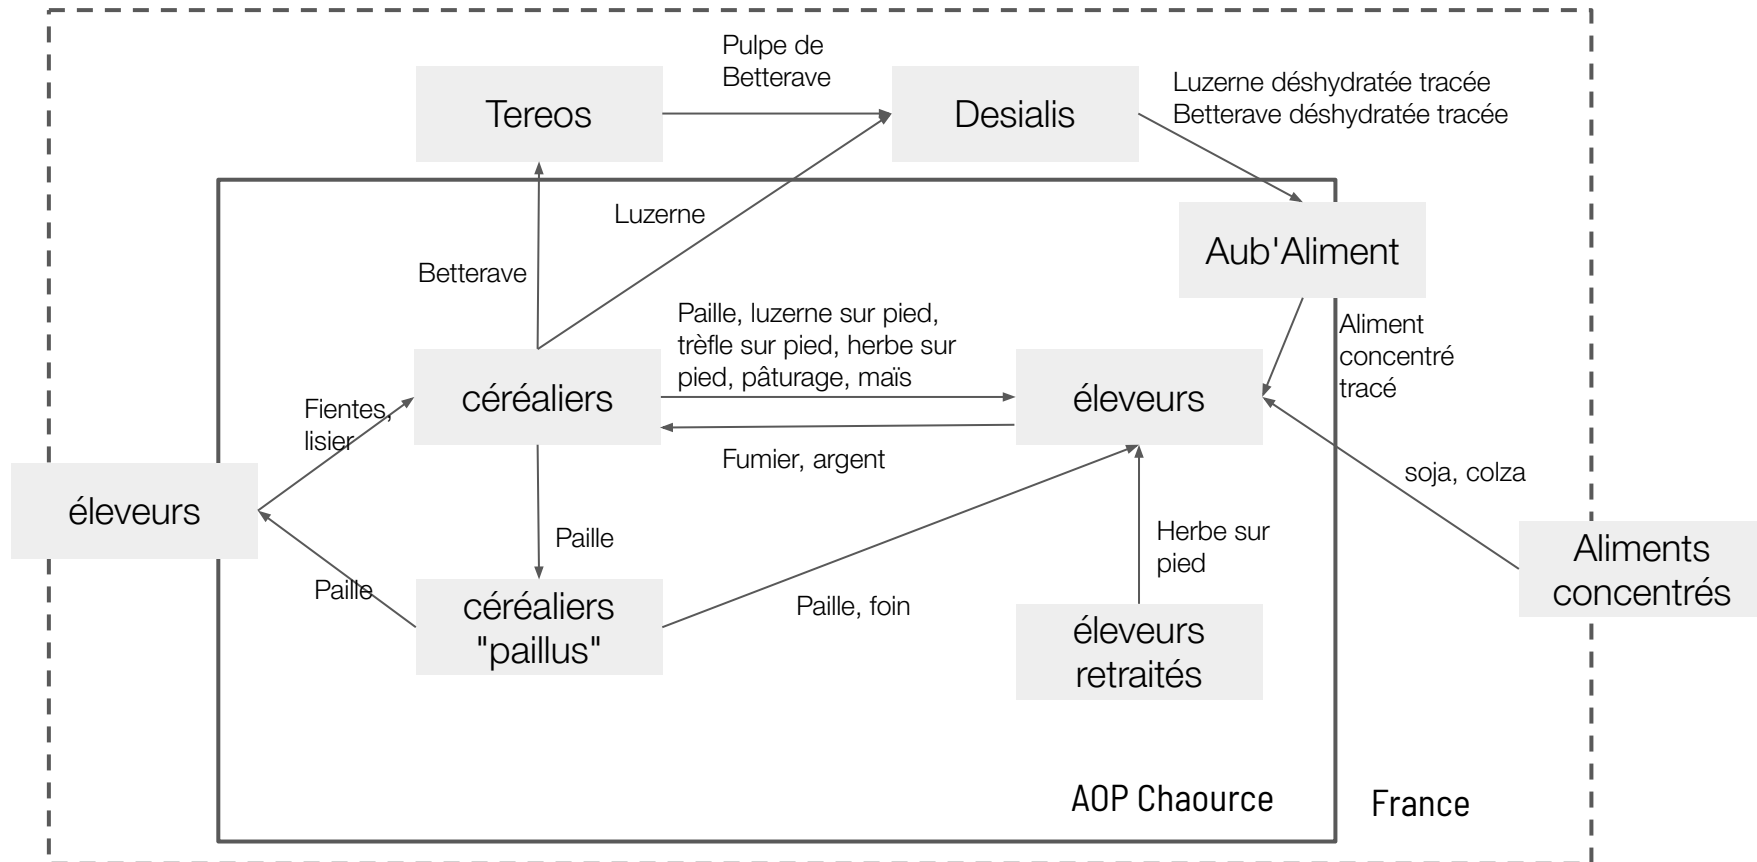 Pulpe de
Betterave
Tereos
Desialis
Luzerne déshydratée tracée
Betterave déshydratée tracée
Luzerne
Aub'Aliment
Betterave
Paille, luzerne sur pied,
trèfle sur pied, herbe sur
pied, pâturage, maïs
Aliment
concentré
tracé
céréaliers
éleveurs
Fientes,
lisier
Fumier, argent
soja, colza
éleveurs
Paille
Herbe sur
pied
Aliments
concentrés
Paille
céréaliers
"paillus"
Paille, foin
éleveurs
retraités
AOP Chaource
France